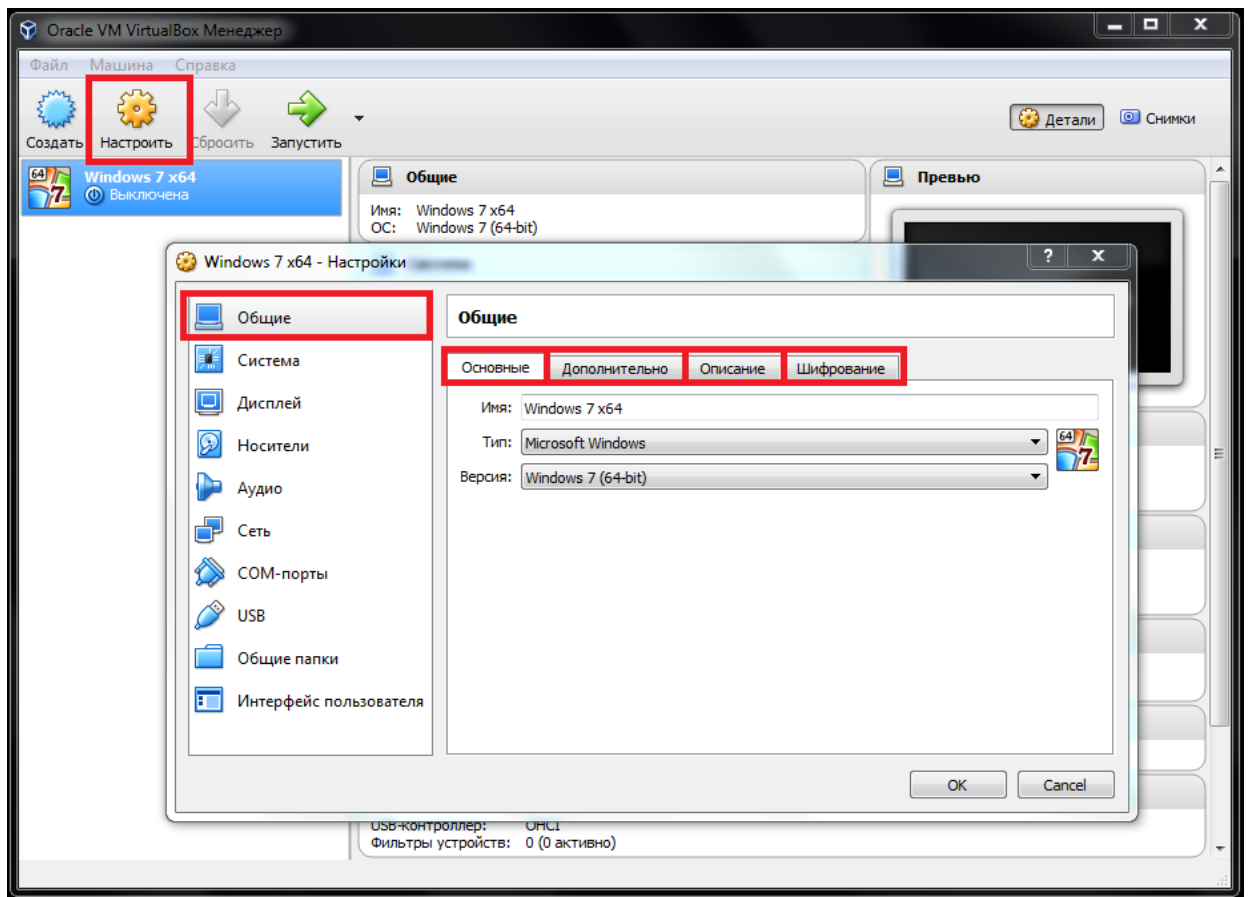 Oracle VM VirtualBox Менеджер
Файл Машина Справка
Создать Настроить Сбросить Запустить
Детали Снимки
Windows 7 x64
Выключена
Общие
Имя: Windows 7 x64
ОС: Windows 7 (64-bit)
Превью
Windows 7 x64 - Настройки
Общие
Система
Дисплей
Носители
Аудио
Сеть
COM-порты
USB
Общие папки
Интерфейс пользователя
Общие
Основные Дополнительно Описание Шифрование
Имя: Windows 7 x64
Тип: Microsoft Windows
Версия: Windows 7 (64-bit)
OK Cancel
USB-контроллер: OHCI
Фильтры устройств: 0 (0 активно)